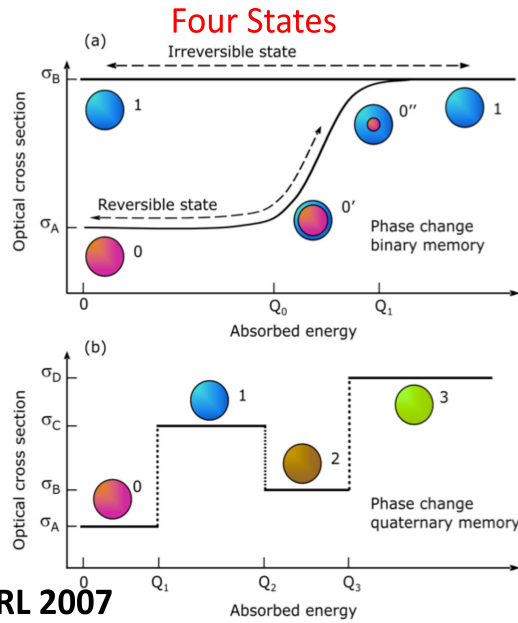 Four States
(a)
Irreversible state
σB
1
0''
1
Optical cross section
Reversible state
0'
σA
0
Phase change
binary memory
0
Q0
Q1
Absorbed energy
(b)
σD
1
3
σC
Optical cross section
2
σB
0
Phase change
quaternary memory
σA
0
Q1
Q2
Q3
RL 2007
Absorbed energy